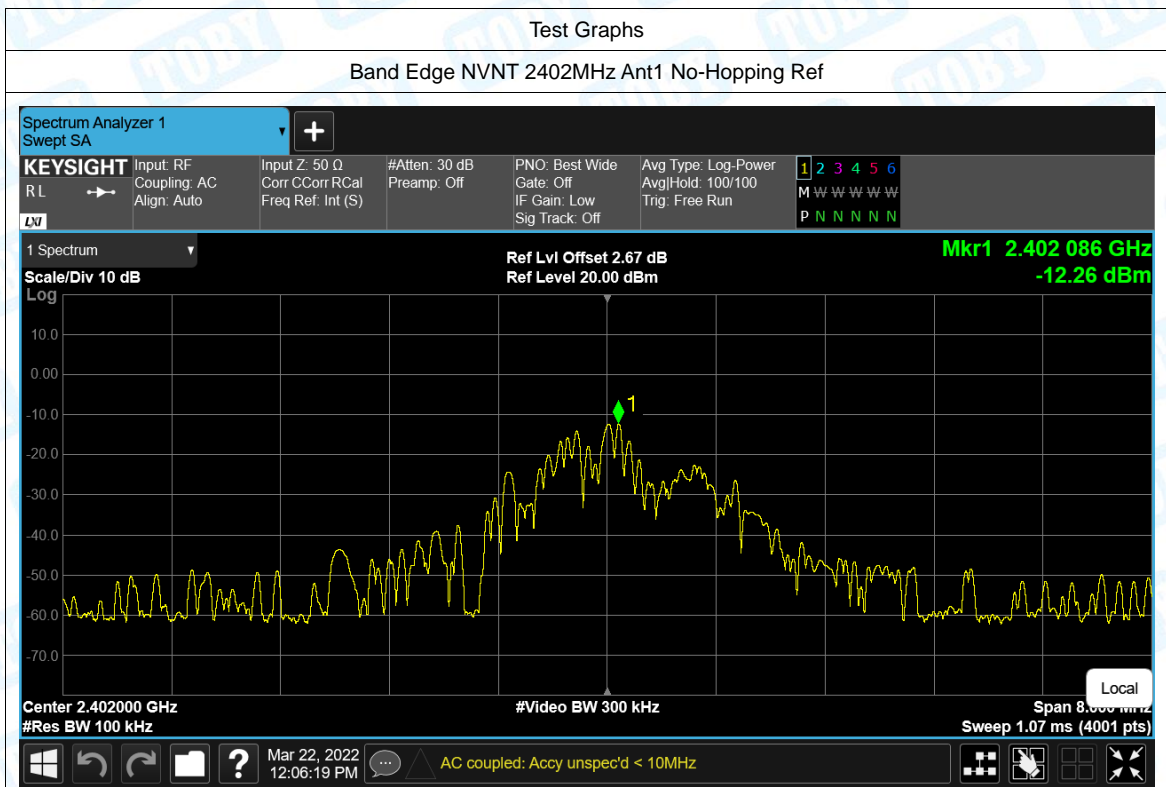 Test Graphs
Band Edge NVNT 2402MHz Ant1 No-Hopping Ref
Spectrum Analyzer 1
Swept SA
+
KEYSIGHT
R L
LXI
Input: RF
Coupling: AC
Align: Auto
Input Z: 50 Ω
Corr CCorr RCal
Freq Ref: Int (S)
#Atten: 30 dB
Preamp: Off
PNO: Best Wide
Gate: Off
IF Gain: Low
Sig Track: Off
Avg Type: Log-Power
Avg|Hold: 100/100
Trig: Free Run
1 2 3 4 5 6
M W W W W W
P N N N N N
1 Spectrum
Scale/Div 10 dB
Log
Ref Lvl Offset 2.67 dB
Ref Level 20.00 dBm
Mkr1 2.402 086 GHz
-12.26 dBm
10.0
0.00
-10.0
-20.0
-30.0
-40.0
-50.0
-60.0
-70.0
1
Local
Center 2.402000 GHz
#Res BW 100 kHz
#Video BW 300 kHz
Span 8.000 MHz
Sweep 1.07 ms (4001 pts)
?
Mar 22, 2022
12:06:19 PM
AC coupled: Accy unspec'd < 10MHz
TOBY